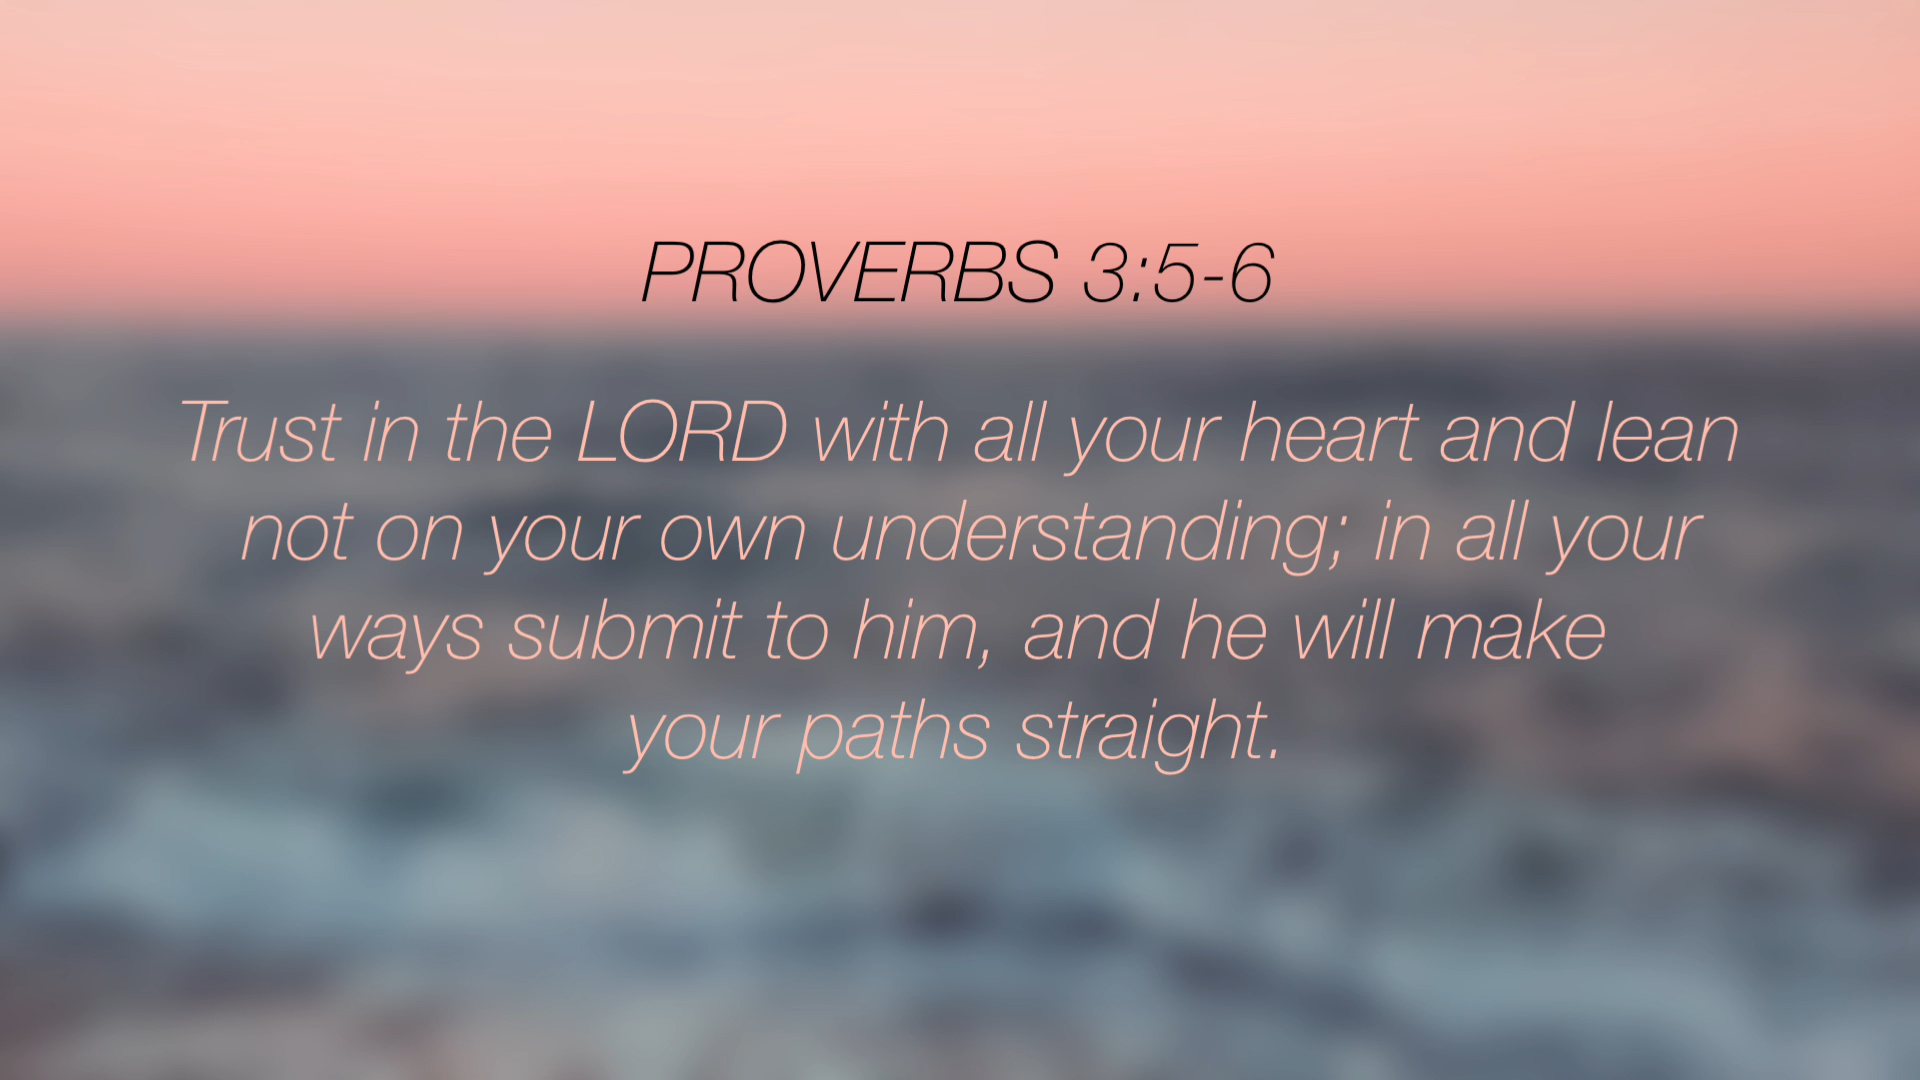 PROVERBS 3:5-6
Trust in the LORD with all your heart and lean
not on your own understanding; in all your
ways submit to him, and he will make
your paths straight.